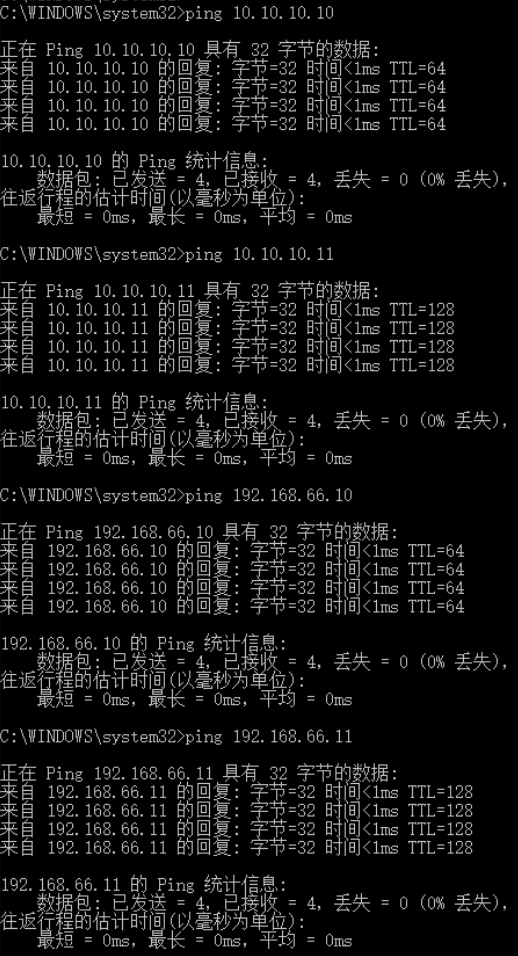 C:\WINDOWS\system32>ping 10.10.10.10
正在 Ping 10.10.10.10 具有 32 字节的数据:
来自 10.10.10.10 的回复: 字节=32 时间<1ms TTL=64
来自 10.10.10.10 的回复: 字节=32 时间<1ms TTL=64
来自 10.10.10.10 的回复: 字节=32 时间<1ms TTL=64
来自 10.10.10.10 的回复: 字节=32 时间<1ms TTL=64
10.10.10.10 的 Ping 统计信息:
数据包: 已发送 = 4，已接收 = 4，丢失 = 0 (0% 丢失)，
往返行程的估计时间(以毫秒为单位):
最短 = 0ms，最长 = 0ms，平均 = 0ms
C:\WINDOWS\system32>ping 10.10.10.11
正在 Ping 10.10.10.11 具有 32 字节的数据:
来自 10.10.10.11 的回复: 字节=32 时间<1ms TTL=128
来自 10.10.10.11 的回复: 字节=32 时间<1ms TTL=128
来自 10.10.10.11 的回复: 字节=32 时间<1ms TTL=128
来自 10.10.10.11 的回复: 字节=32 时间<1ms TTL=128
10.10.10.11 的 Ping 统计信息:
数据包: 已发送 = 4，已接收 = 4，丢失 = 0 (0% 丢失)，
往返行程的估计时间(以毫秒为单位):
最短 = 0ms，最长 = 0ms，平均 = 0ms
C:\WINDOWS\system32>ping 192.168.66.10
正在 Ping 192.168.66.10 具有 32 字节的数据:
来自 192.168.66.10 的回复: 字节=32 时间<1ms TTL=64
来自 192.168.66.10 的回复: 字节=32 时间<1ms TTL=64
来自 192.168.66.10 的回复: 字节=32 时间<1ms TTL=64
来自 192.168.66.10 的回复: 字节=32 时间<1ms TTL=64
192.168.66.10 的 Ping 统计信息:
数据包: 已发送 = 4，已接收 = 4，丢失 = 0 (0% 丢失)，
往返行程的估计时间(以毫秒为单位):
最短 = 0ms，最长 = 0ms，平均 = 0ms
C:\WINDOWS\system32>ping 192.168.66.11
正在 Ping 192.168.66.11 具有 32 字节的数据:
来自 192.168.66.11 的回复: 字节=32 时间<1ms TTL=128
来自 192.168.66.11 的回复: 字节=32 时间<1ms TTL=128
来自 192.168.66.11 的回复: 字节=32 时间<1ms TTL=128
来自 192.168.66.11 的回复: 字节=32 时间<1ms TTL=128
192.168.66.11 的 Ping 统计信息:
数据包: 已发送 = 4，已接收 = 4，丢失 = 0 (0% 丢失)，
往返行程的估计时间(以毫秒为单位):
最短 = 0ms，最长 = 0ms，平均 = 0ms